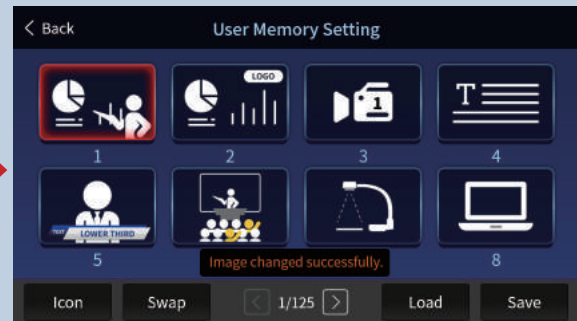 < Back
User Memory Setting
LOGO
1
T
1
2
3
4
TEXT
LOWER THIRD
5
Image changed successfully.
8
Icon
Swap
< 1/125 >
Load
Save